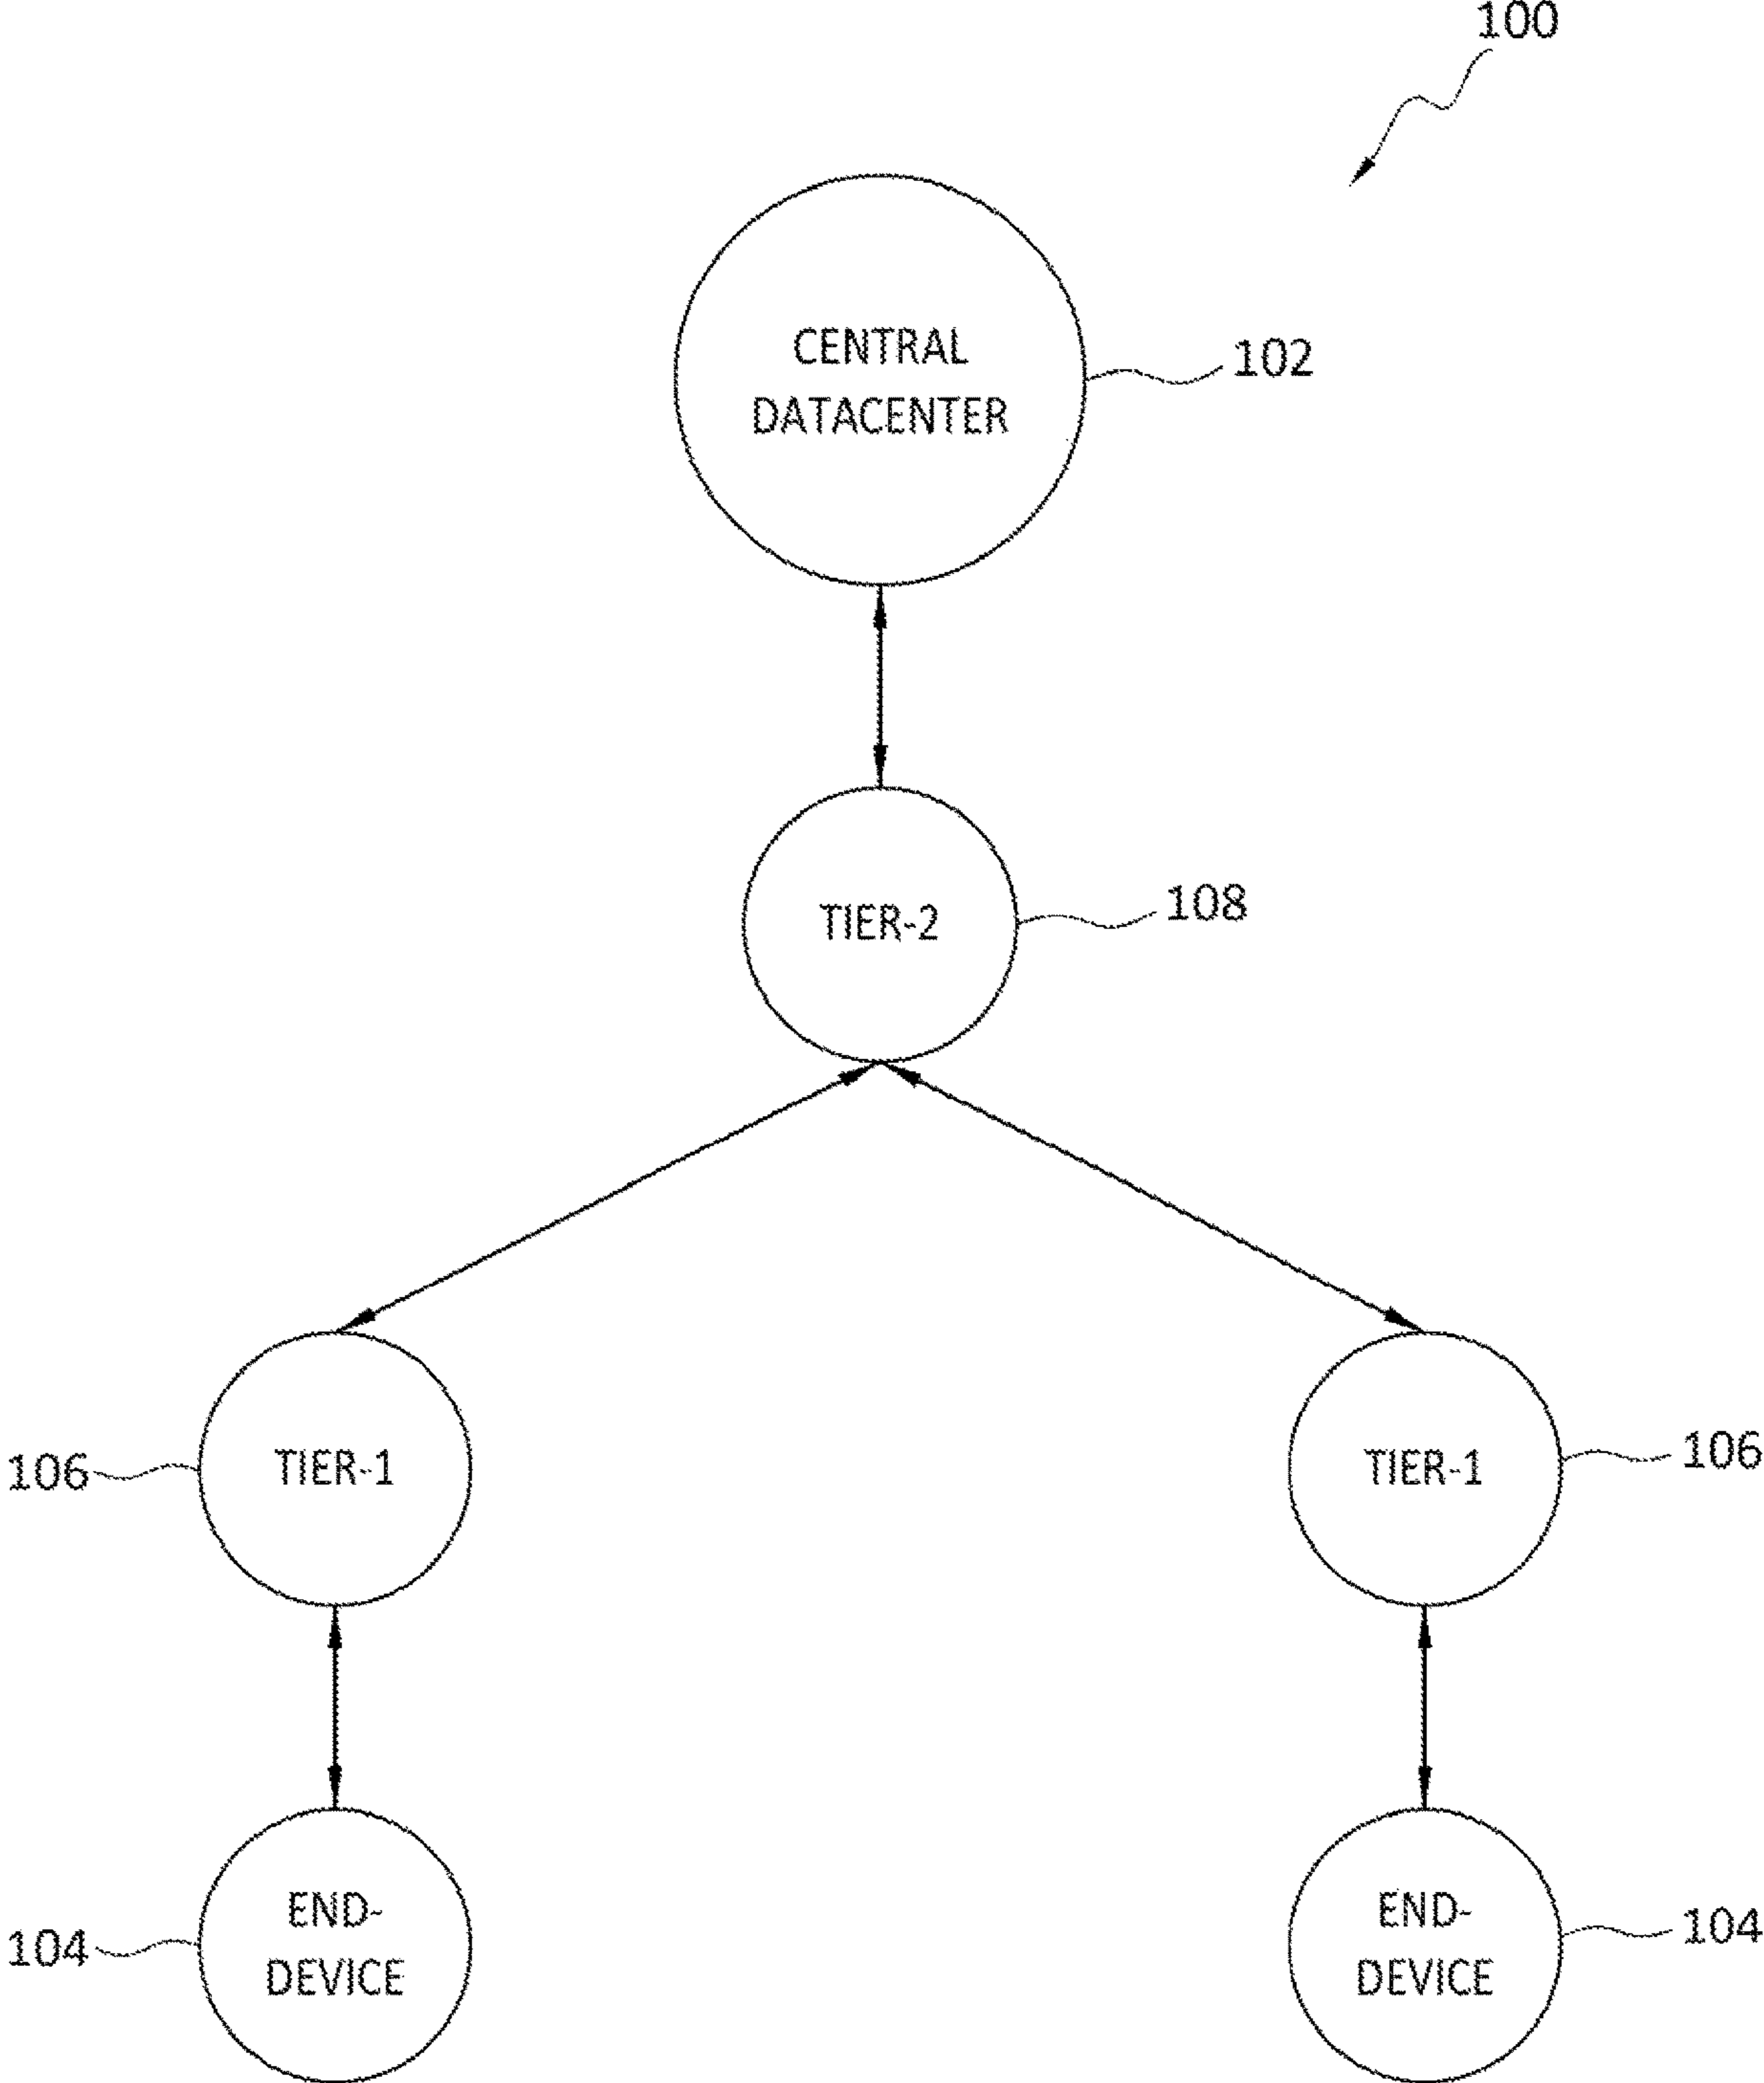 100
CENTRAL
DATACENTER
102
TIER-2
108
106
TIER-1
TIER-1
106
104
END-
DEVICE
END-
DEVICE
104